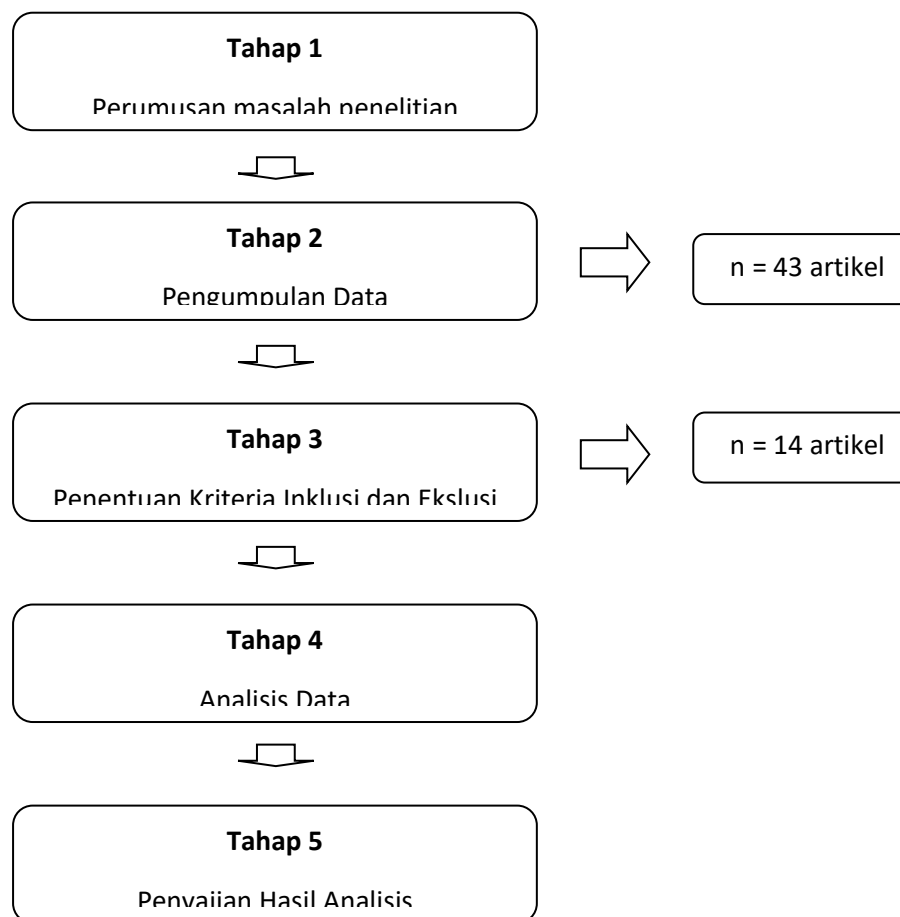 Tahap 1
Perumusan masalah penelitian
Tahap 2
Pengumpulan Data
n = 43 artikel
Tahap 3
Penentuan Kriteria Inklusi dan Ekslusi
n = 14 artikel
Tahap 4
Analisis Data
Tahap 5
Penyajian Hasil Analisis